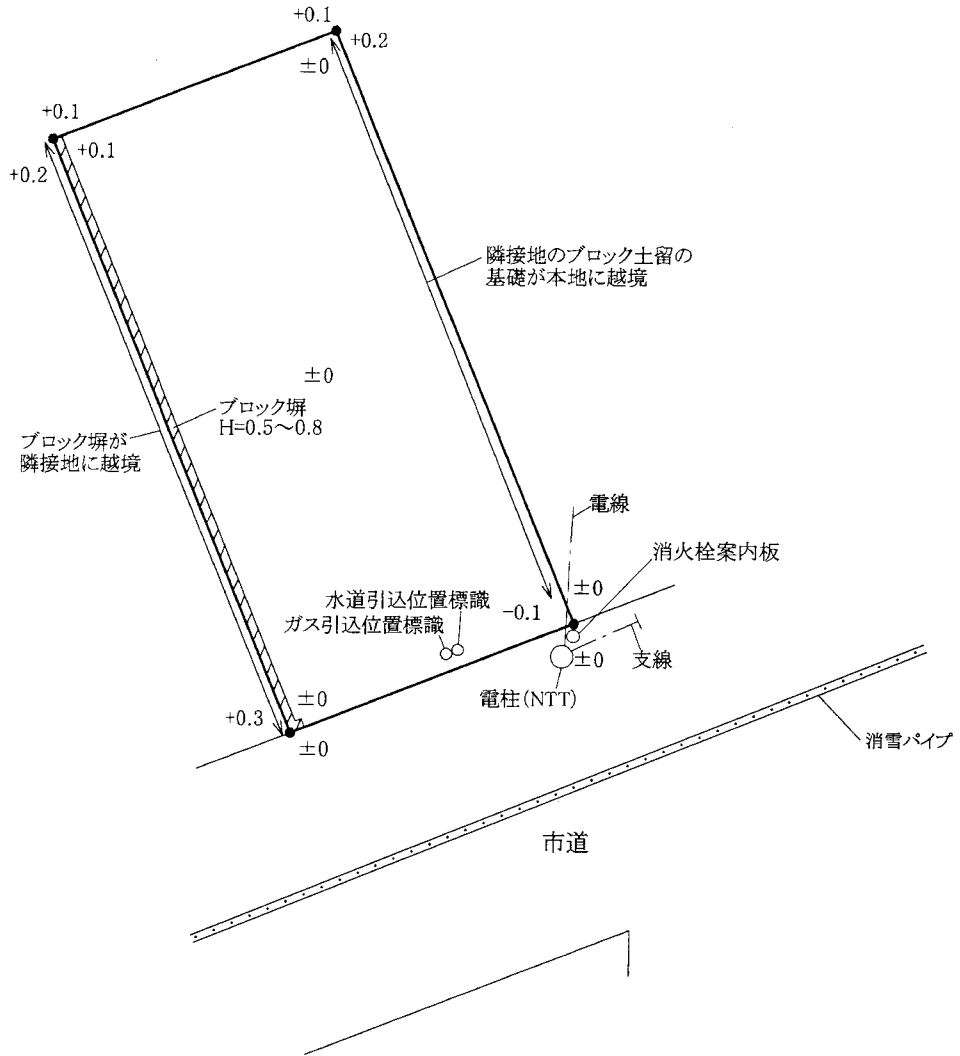 +0.1
+0.2
±0
+0.1
+0.1
+0.2
隣接地のブロック土留の
基礎が本地に越境
±0
ブロック塀
H=0.5～0.8
ブロック塀が
隣接地に越境
電線
消火栓案内板
±0
水道引込位置標識
-0.1
ガス引込位置標識
±0
支線
電柱(NTT)
±0
+0.3
±0
消雪パイプ
市道